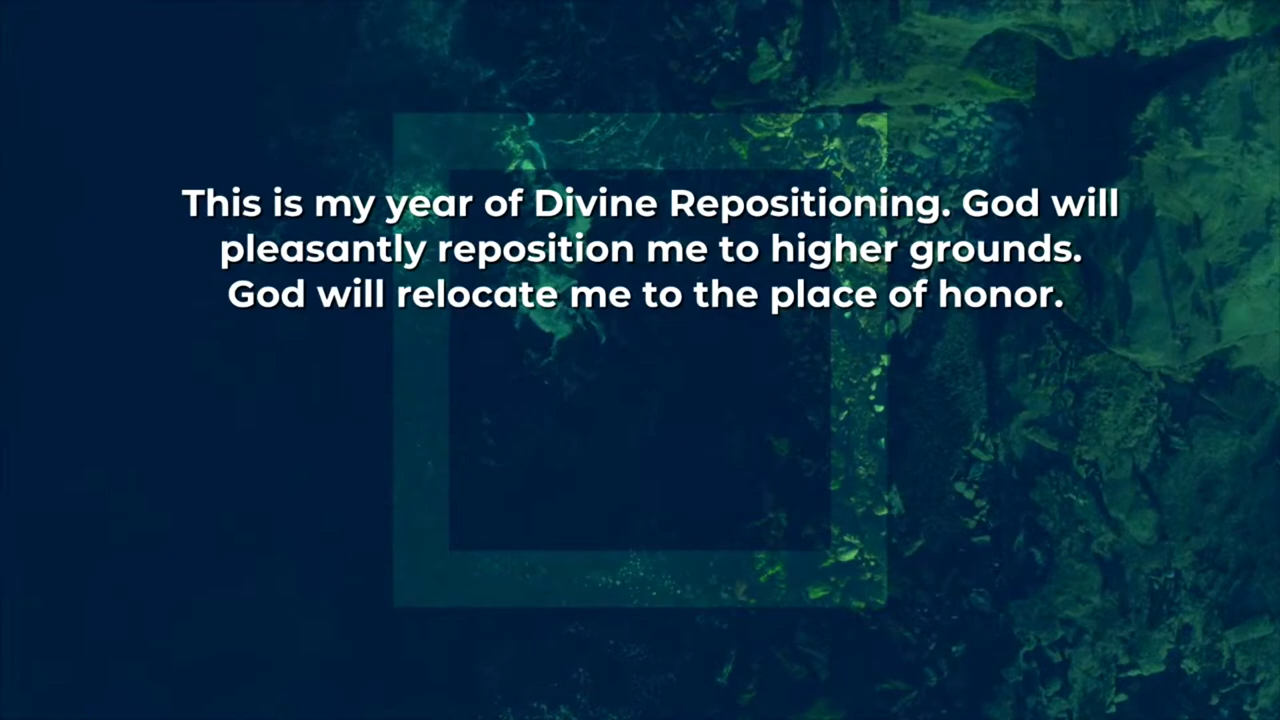 This is my year of Divine Repositioning. God will
pleasantly reposition me to higher grounds.
God will relocate me to the place of honor.